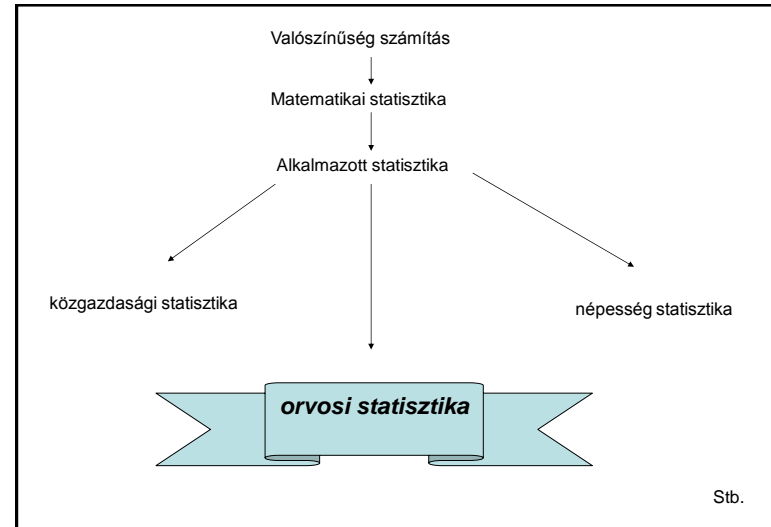 Valószínűség számítás
Matematikai statisztika
Alkalmazott statisztika
közgazdasági statisztika
népesség statisztika
orvosi statisztika
Stb.